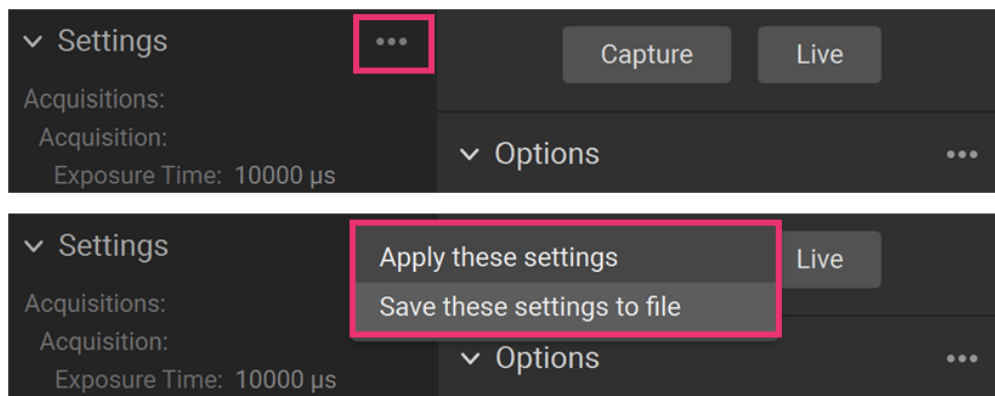 Settings
•••
Capture
Live
Acquisitions:
Acquisition:
Exposure Time: 10000 μs
Options
•••
Settings
Apply these settings
Save these settings to file
Live
Acquisitions:
Acquisition:
Exposure Time: 10000 μs
Options
•••